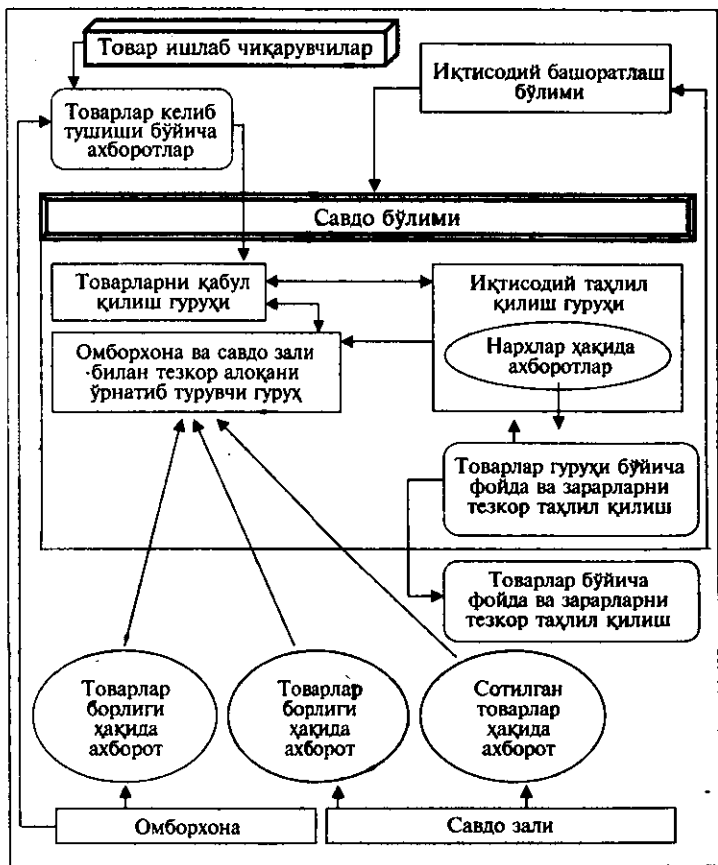 Товар ишлаб чиқарувчилар
Иқтисодий башоратлаш
бўлими
Товарлар келиб
тушиши бўйича
ахборотлар
Савдо бўлими
Товарларни қабул
қилиш гуруҳи
Иқтисодий таҳлил
қилиш гуруҳи
Нархлар ҳақида
ахборотлар
Омборхона ва савдо зали
билан тезкор алоқани
ўрнатиб турувчи гуруҳ
Товарлар гуруҳи бўйича
фойда ва зарарларни
тезкор таҳлил қилиш
Товарлар бўйича
фойда ва зарарларни
тезкор таҳлил қилиш
Товарлар
борлиги
ҳақида
ахборот
Товарлар
борлиги
ҳақида
ахборот
Сотилган
товарлар
ҳақида
ахборот
Омборхона
Савдо зали